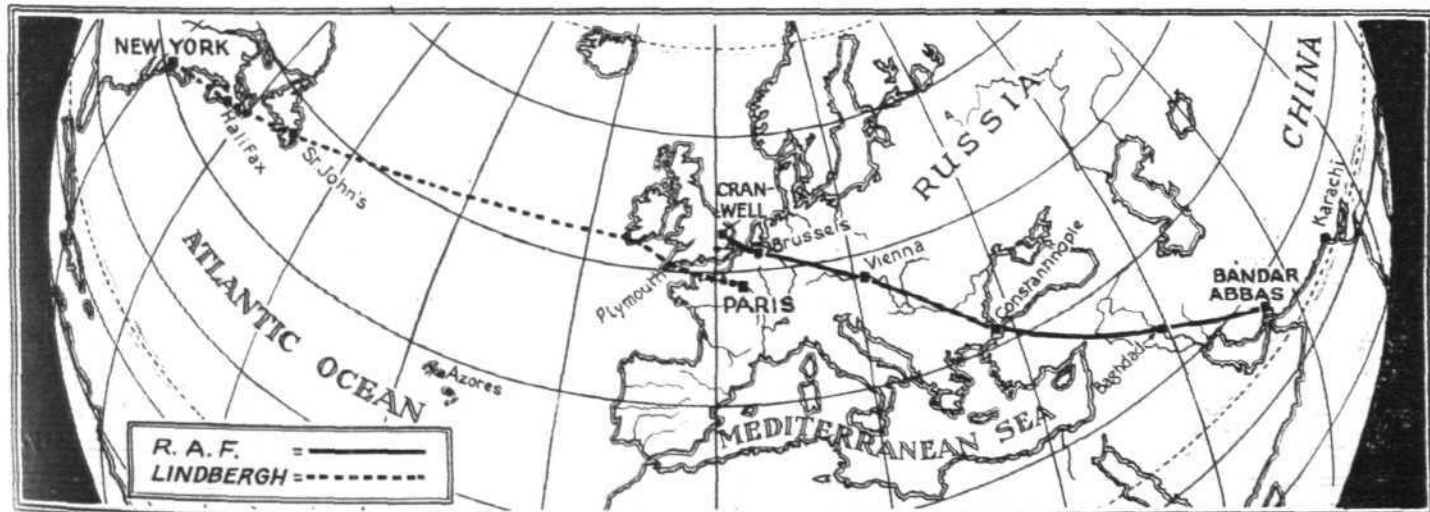 NEW YORK
Halifax
St. John's
ATLANTIC OCEAN
Azores
CRAN-
WELL
Brussels
Plymouth
PARIS
Vienna
RUSSIA
Constannnople
MEDITERRANEAN SEA
Baghdad
BANDAR
ABBAS
Karachi
CHINA
R. A. F. =
LINDBERGH =